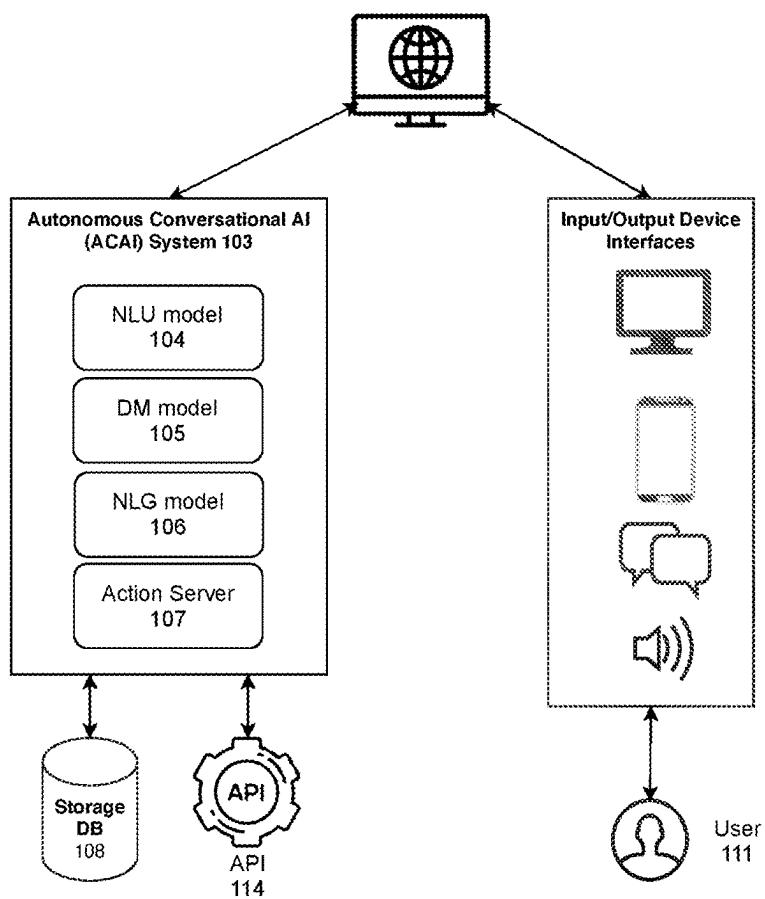 Autonomous Conversational AI
(ACAI) System 103
NLU model
104
DM model
105
NLG model
106
Action Server
107
Storage
DB
108
API
API
114
Input/Output Device
Interfaces
User
111